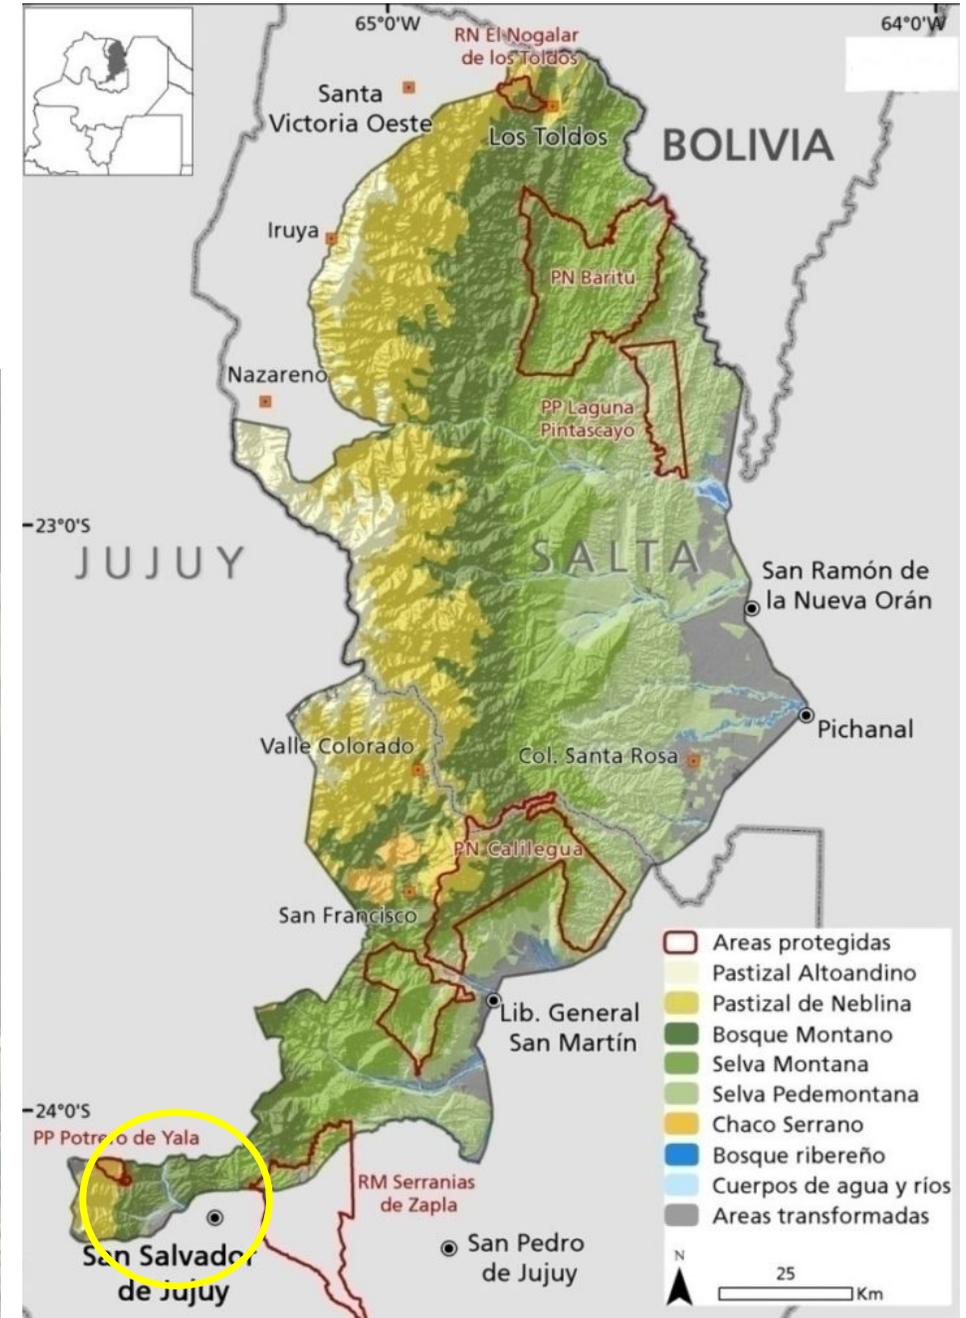 65°0'W
64°0'W
RN El Nogalar
de los Toldos
Santa
Victoria Oeste
Los Toldos
BOLIVIA
Iruya
PN Baritú
Nazareno
PP Laguna
Pintascayo
23°0'S
JUJUY
SALTA
San Ramón de
la Nueva Orán
Pichanal
Valle Colorado
Col. Santa Rosa
PN Calilegua
San Francisco
Areas protegidas
Pastizal Altoandino
Pastizal de Neblina
Bosque Montano
Selva Montana
Selva Pedemontana
Chaco Serrano
Bosque ribereño
Cuerpos de agua y ríos
Areas transformadas
Lib. General
San Martín
24°0'S
PP Potrero de Yala
RM Serranias
de Zapla
San Salvador
de Jujuy
San Pedro
de Jujuy
N
25
Km